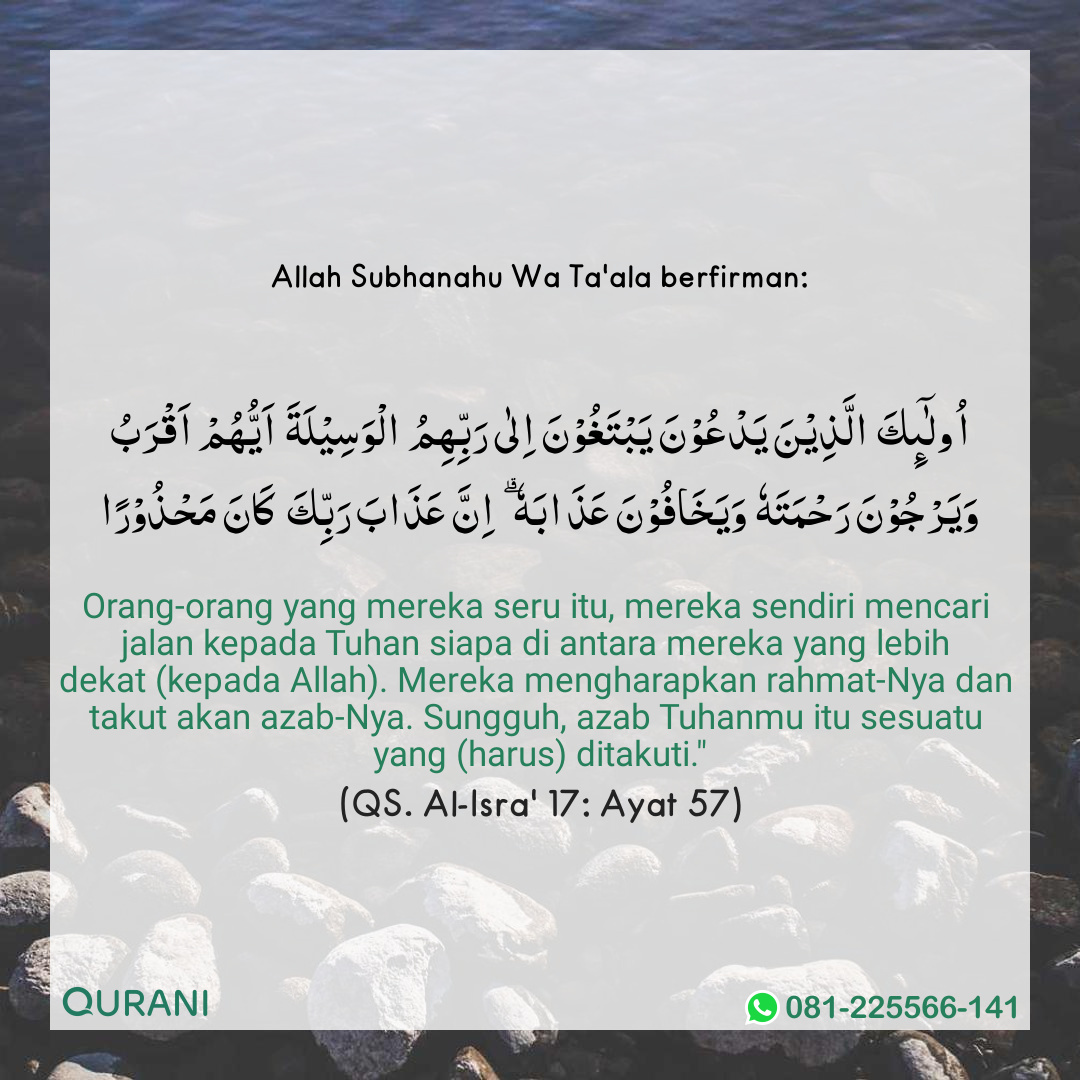 Allah Subhanahu Wa Ta'ala berfirman:
اُولٰۤىِٕكَ الَّذِيْنَ يَدْعُوْنَ يَبْتَغُوْنَ اِلٰى رَبِّهِمُ الْوَسِيْلَةَ اَيُّهُمْ اَقْرَبُ
وَيَرْجُوْنَ رَحْمَتَهٗ وَيَخَافُوْنَ عَذَابَهٗۗ اِنَّ عَذَابَ رَبِّكَ كَانَ مَحْذُوْرًا
Orang-orang yang mereka seru itu, mereka sendiri mencari
jalan kepada Tuhan siapa di antara mereka yang lebih
dekat (kepada Allah). Mereka mengharapkan rahmat-Nya dan
takut akan azab-Nya. Sungguh, azab Tuhanmu itu sesuatu
yang (harus) ditakuti."
(QS. Al-Isra' 17: Ayat 57)
QURANI
081-225566-141